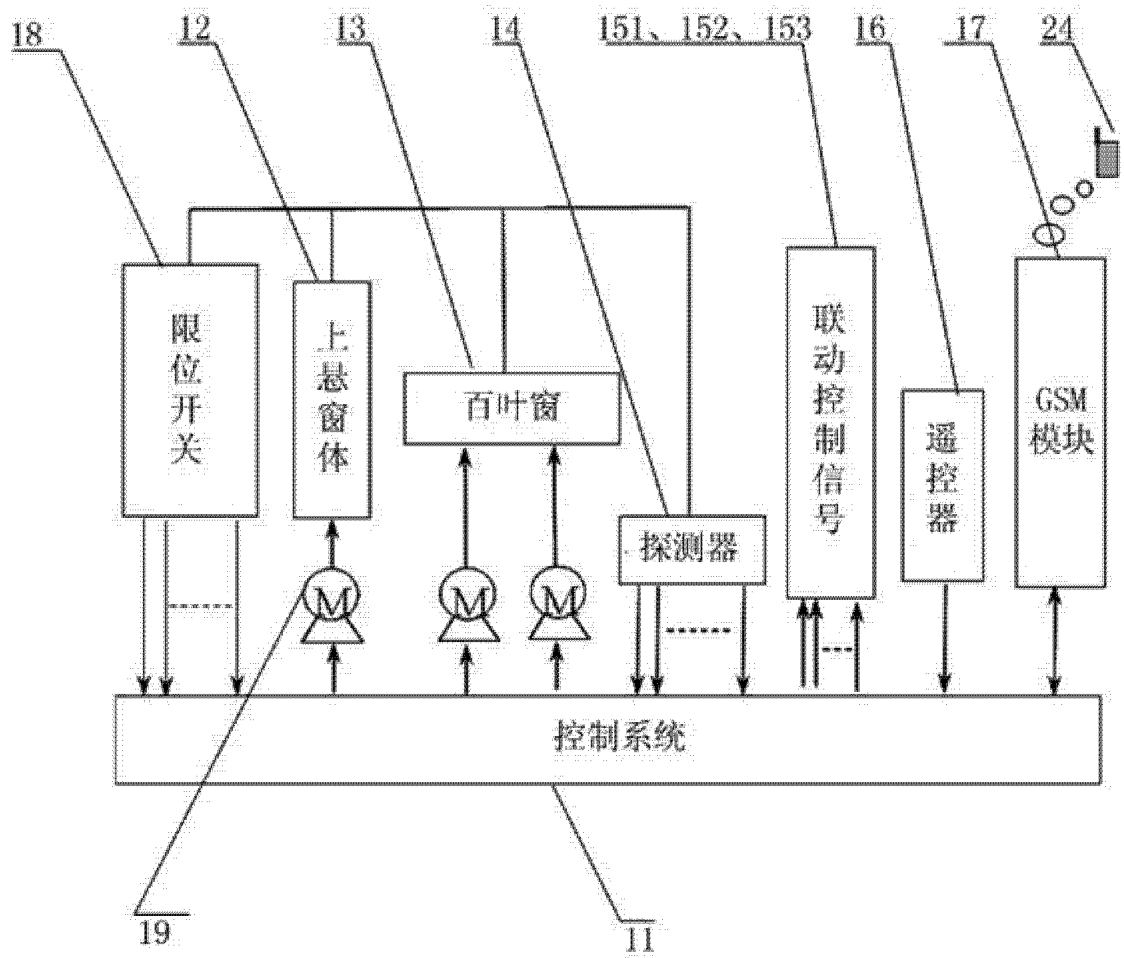 18
12
13
14
151、152、153
16
17
24
限位开关
上悬窗体
百叶窗
探测器
联动控制信号
遥控器
GSM
模块
M
M
M
控制系统
19
11